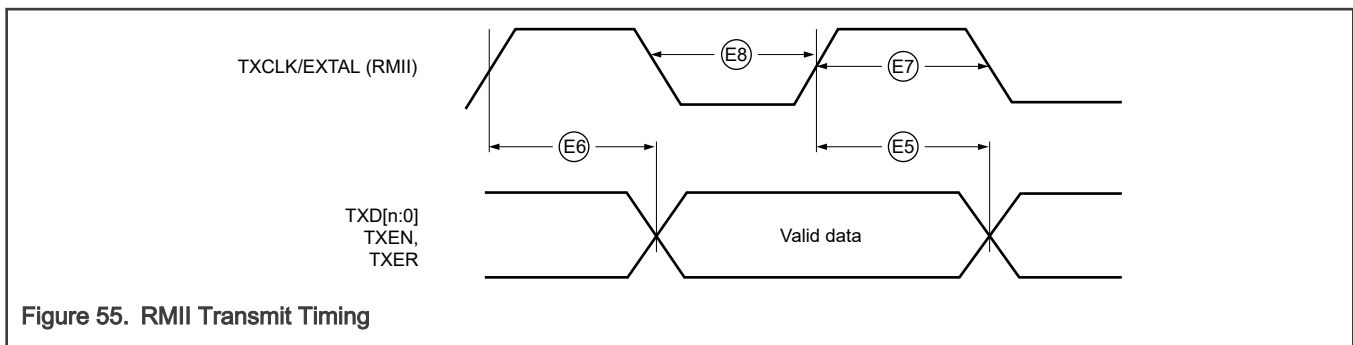 TXCLK/EXTAL (RMII)
E8
E7
E6
E5
TXD[n:0]
TXEN,
TXER
Valid data
Figure 55. RMII Transmit Timing